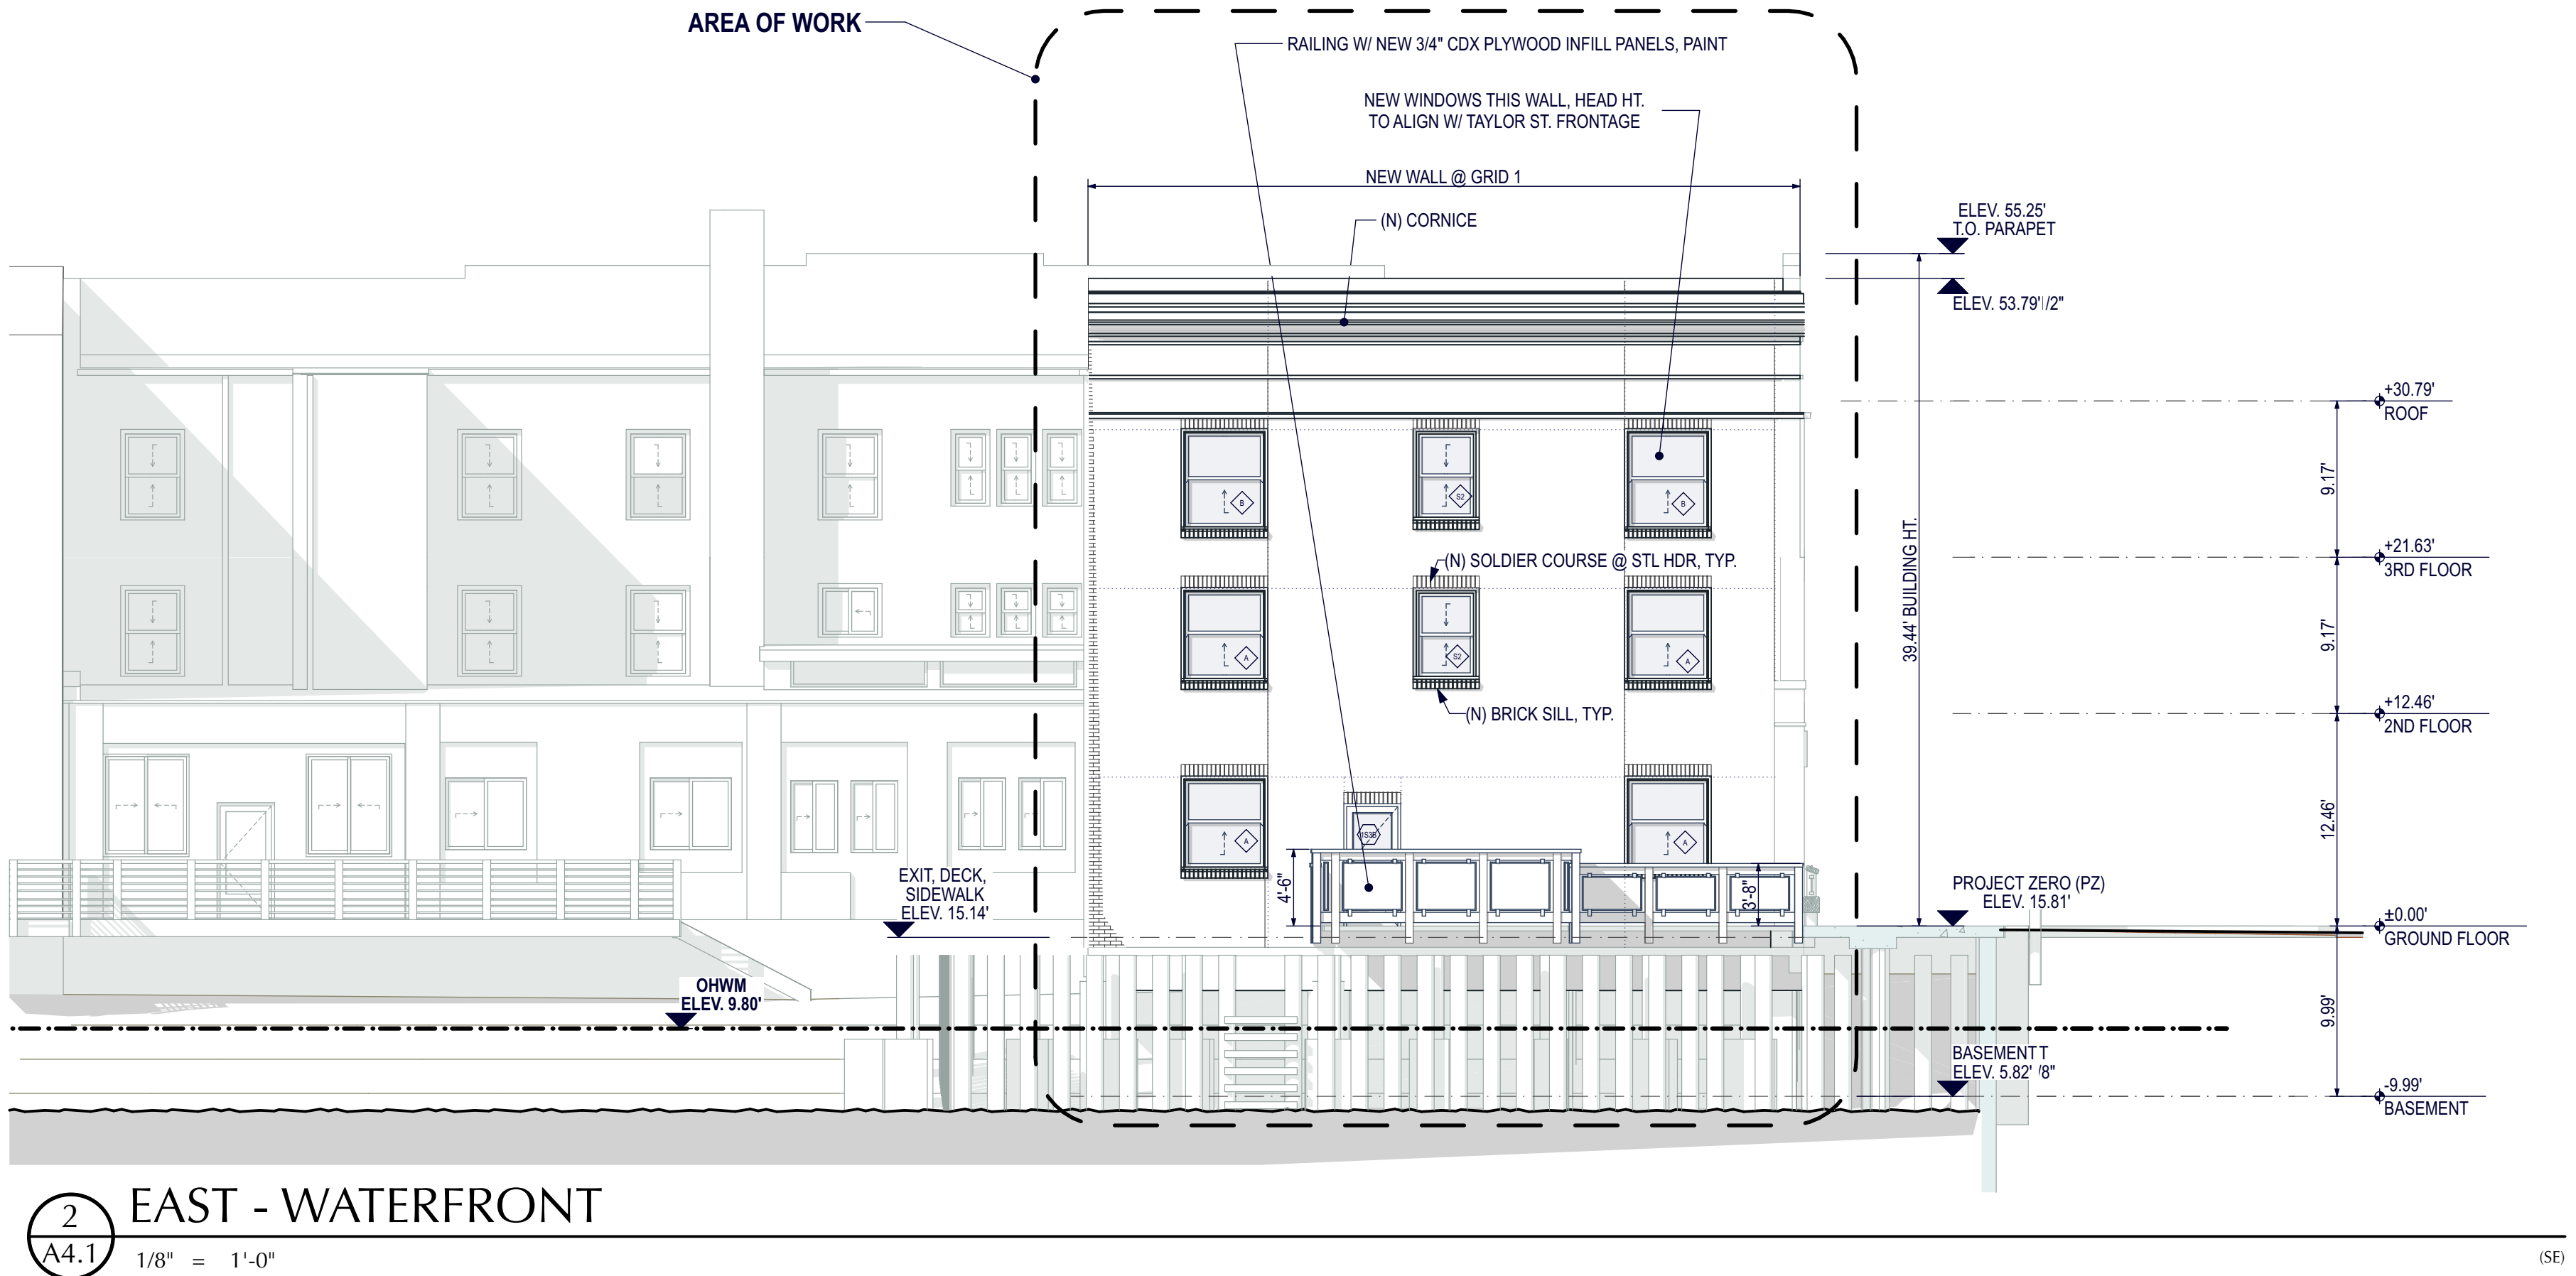 AREA OF WORK
RAILING W/ NEW 3/4" CDX PLYWOOD INFILL PANELS, PAINT
NEW WINDOWS THIS WALL, HEAD HT.
TO ALIGN W/ TAYLOR ST. FRONTAGE
NEW WALL @ GRID 1
(N) CORNICE
ELEV. 55.25'
T.O. PARAPET
ELEV. 53.79' /2"
+30.79'
ROOF
9.17'
B
S2
B
39.44' BUILDING HT.
+21.63'
3RD FLOOR
(N) SOLDIER COURSE @ STL HDR, TYP.
9.17'
A
S2
A
(N) BRICK SILL, TYP.
+12.46'
2ND FLOOR
12.46'
A
1S3B
A
4'-6"
3'-8"
EXIT, DECK,
SIDEWALK
ELEV. 15.14'
PROJECT ZERO (PZ)
ELEV. 15.81'
±0.00'
GROUND FLOOR
OHWM
ELEV. 9.80'
9.99'
BASEMENT T
ELEV. 5.82' /8"
-9.99'
BASEMENT
2
A4.1
EAST - WATERFRONT
1/8" = 1'-0"
(SE)